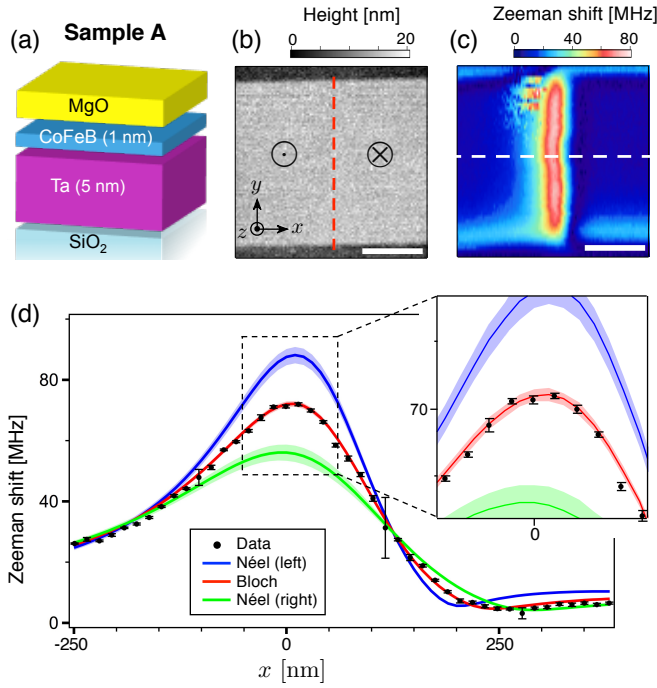 (a) Sample A
MgO
CoFeB (1 nm)
Ta (5 nm)
SiO₂
(b)
Height [nm]
0 20
y
z x
(c)
Zeeman shift [MHz]
0 40 80
(d)
Zeeman shift [MHz]
80
40
0
-250 0 250
x [nm]
Data
Néel (left)
Bloch
Néel (right)
70
0